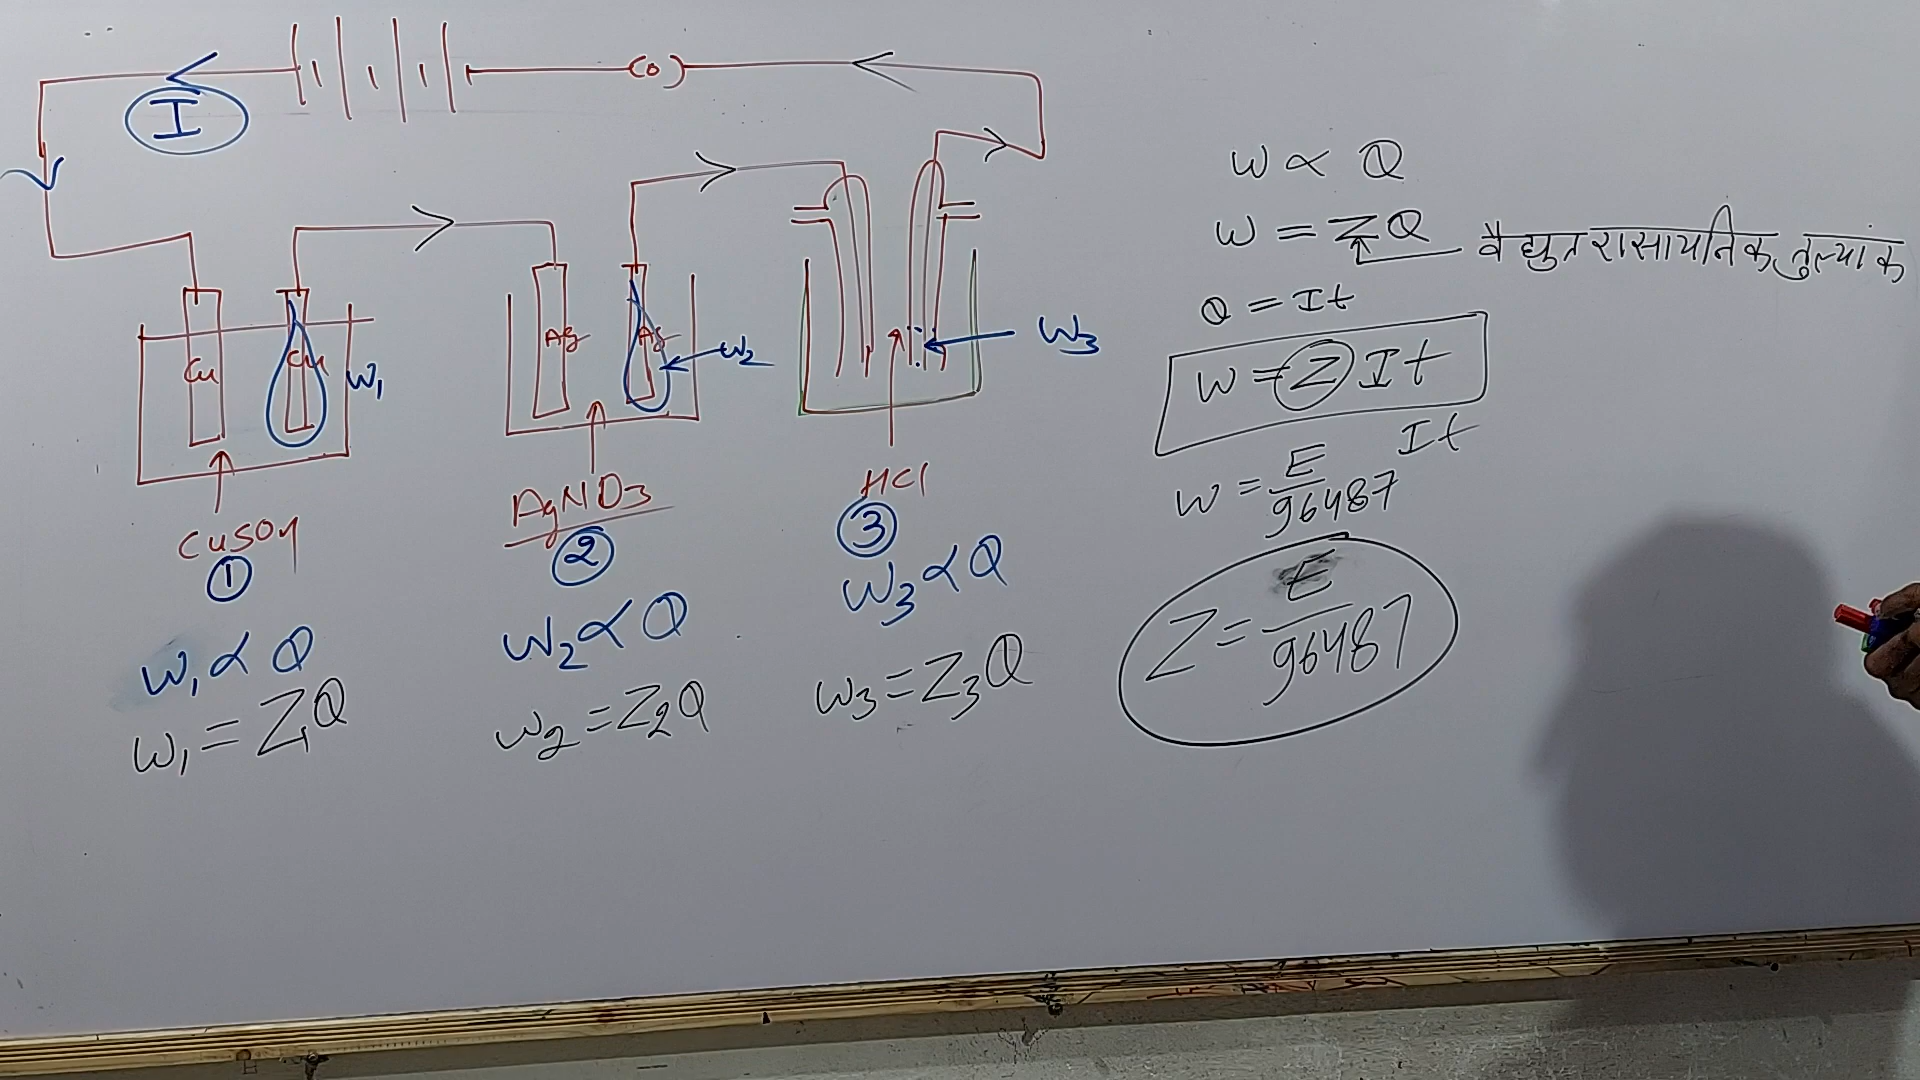 I
(o)
Cu
Cu
W₁
Ag
Ag
W₂
W₃
CuSO4
①
AgNO3
②
HCl
③
W₁ ∝ Q
W₁ = Z₁Q
W₂ ∝ Q
W₂ = Z₂Q
W₃ ∝ Q
W₃ = Z₃Q
W ∝ Q
W = ZQ वैद्युत रासायनिक तुल्यांक
Q = It
W = Z It
W = E/96487 It
Z = E/96487